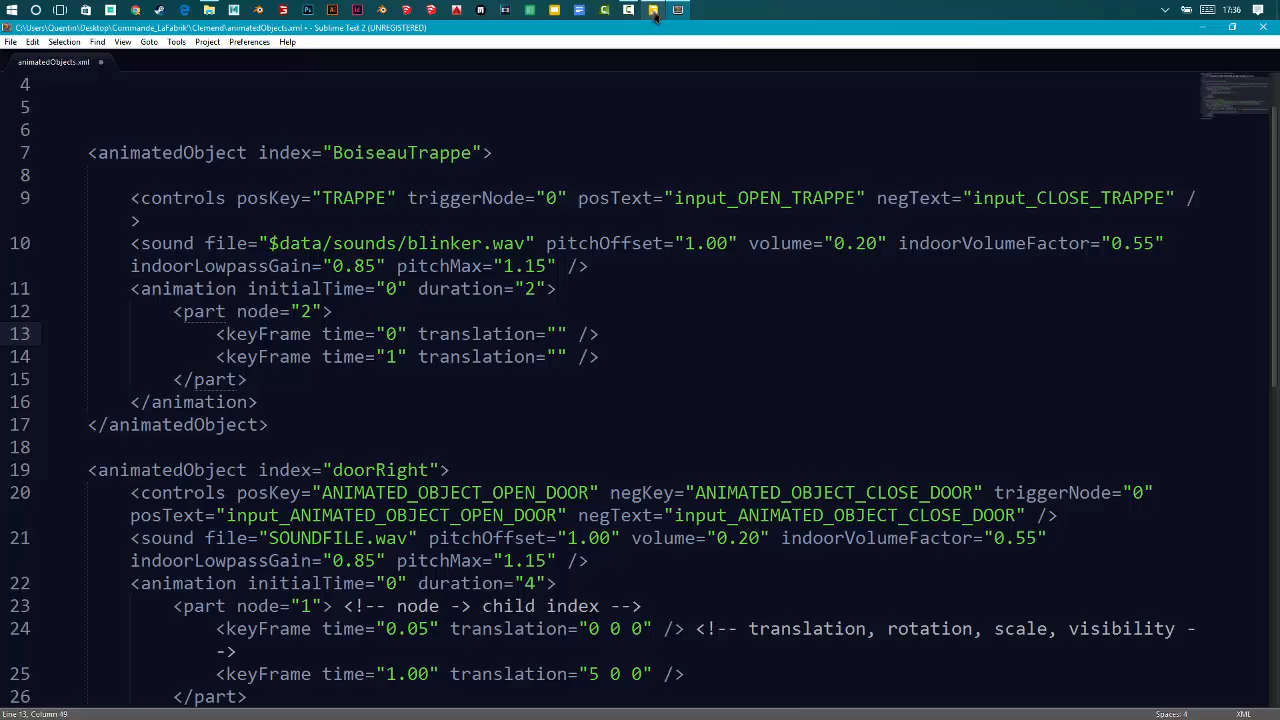 17:36
C:\Users\Quentin\Desktop\Commande_LaFabrik\Clemend\animatedObjects.xml • - Sublime Text 2 (UNREGISTERED)
File Edit Selection Find View Goto Tools Project Preferences Help
animatedObjects.xml
4
5
6
7 <animatedObject index="BoiseauTrappe">
8
9 <controls posKey="TRAPPE" triggerNode="0" posText="input_OPEN_TRAPPE" negText="input_CLOSE_TRAPPE" /
>
10 <sound file="$data/sounds/blinker.wav" pitchOffset="1.00" volume="0.20" indoorVolumeFactor="0.55"
indoorLowpassGain="0.85" pitchMax="1.15" />
11 <animation initialTime="0" duration="2">
12 <part node="2">
13 <keyFrame time="0" translation="" />
14 <keyFrame time="1" translation="" />
15 </part>
16 </animation>
17 </animatedObject>
18
19 <animatedObject index="doorRight">
20 <controls posKey="ANIMATED_OBJECT_OPEN_DOOR" negKey="ANIMATED_OBJECT_CLOSE_DOOR" triggerNode="0"
posText="input_ANIMATED_OBJECT_OPEN_DOOR" negText="input_ANIMATED_OBJECT_CLOSE_DOOR" />
21 <sound file="SOUNDFILE.wav" pitchOffset="1.00" volume="0.20" indoorVolumeFactor="0.55"
indoorLowpassGain="0.85" pitchMax="1.15" />
22 <animation initialTime="0" duration="4">
23 <part node="1"> <!-- node -> child index -->
24 <keyFrame time="0.05" translation="0 0 0" /> <!-- translation, rotation, scale, visibility -
->
25 <keyFrame time="1.00" translation="5 0 0" />
26 </part>
Line 13, Column 49 Spaces: 4 XML